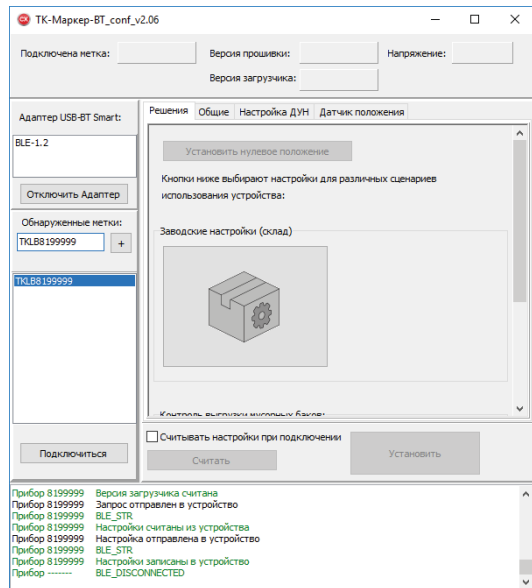 ТК-Маркер-BT_conf_v2.06
Подключена метка:
Версия прошивки:
Напряжение:
Версия загрузчика:
Адаптер USB-BT Smart:
BLE-1.2
Отключить Адаптер
Обнаруженные метки:
TKLB8199999
+
TKLB8199999
Подключиться
Решения Общие Настройка ДУН Датчик положения
Установить нулевое положение
Кнопки ниже выбирают настройки для различных сценариев
использования устройства:
Заводские настройки (склад)
Контроль выгрузки мусорных баков:
Считывать настройки при подключении
Считать
Установить
Прибор 8199999 Версия загрузчика считана
Прибор 8199999 Запрос отправлен в устройство
Прибор 8199999 BLE_STR
Прибор 8199999 Настройки считаны из устройства
Прибор 8199999 Настройка отправлена в устройство
Прибор 8199999 BLE_STR
Прибор 8199999 Настройки записаны в устройство
Прибор ------- BLE_DISCONNECTED